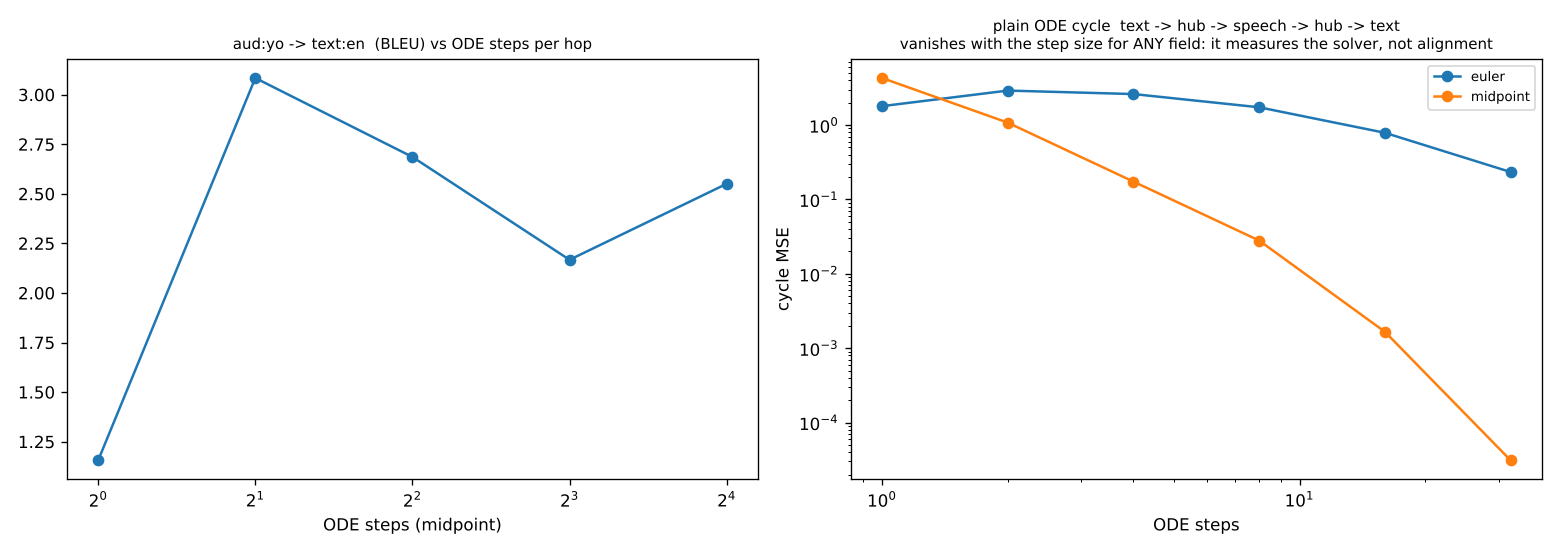 aud:yo -> text:en  (BLEU) vs ODE steps per hop
3.00
2.75
2.50
2.25
2.00
1.75
1.50
1.25
2^0
2^1
2^2
2^3
2^4
ODE steps (midpoint)
plain ODE cycle  text -> hub -> speech -> hub -> text
vanishes with the step size for ANY field: it measures the solver, not alignment
euler
midpoint
cycle MSE
10^0
10^−1
10^−2
10^−3
10^−4
10^0
10^1
ODE steps